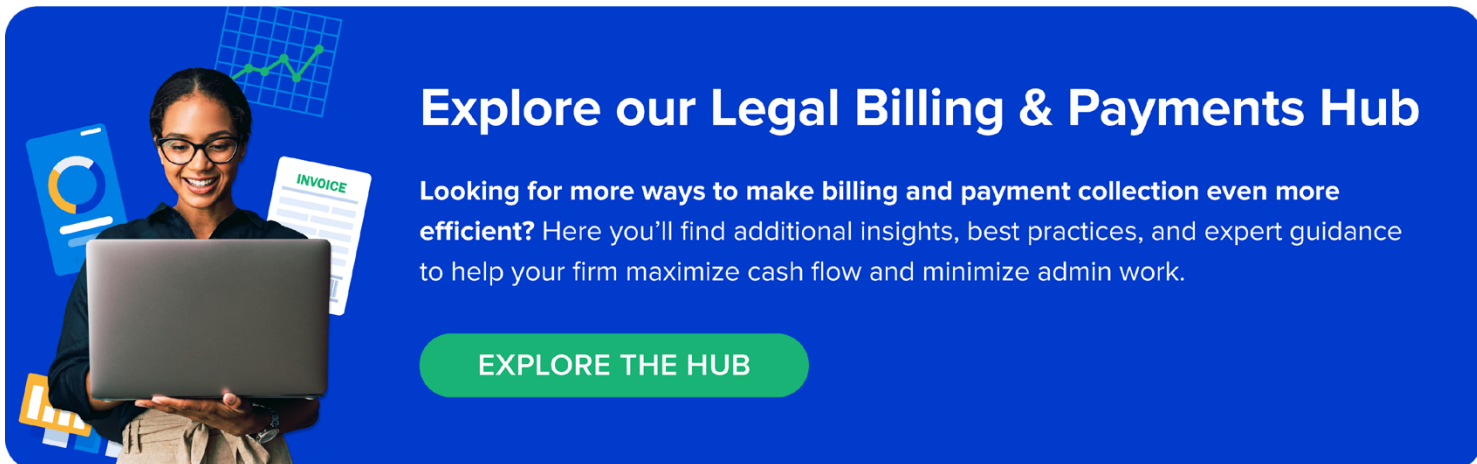 Explore our Legal Billing & Payments Hub
INVOICE
Looking for more ways to make billing and payment collection even more
efficient? Here you’ll find additional insights, best practices, and expert guidance
to help your firm maximize cash flow and minimize admin work.
EXPLORE THE HUB